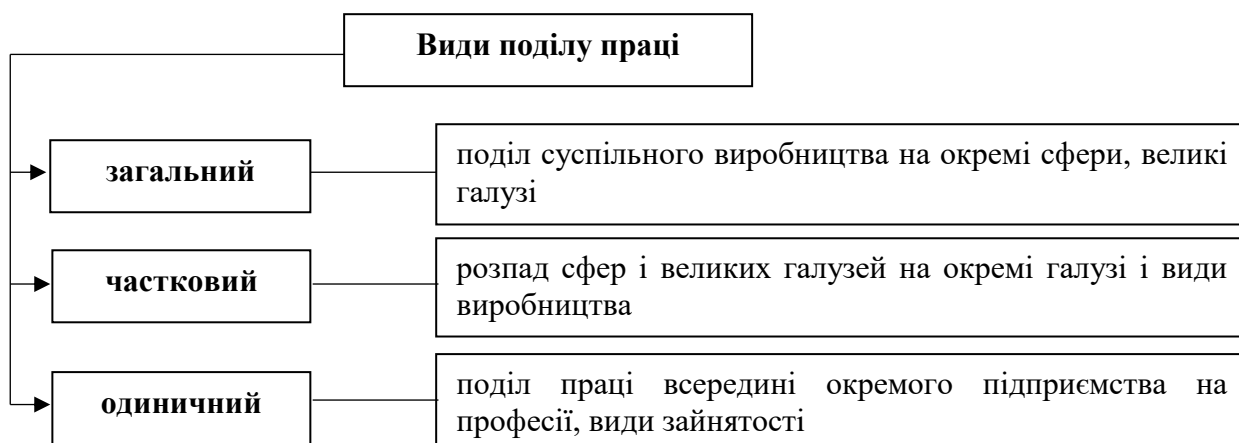 Види поділу праці
загальний
поділ суспільного виробництва на окремі сфери, великі
галузі
частковий
розпад сфер і великих галузей на окремі галузі і види
виробництва
одиничний
поділ праці всередині окремого підприємства на
професії, види зайнятості